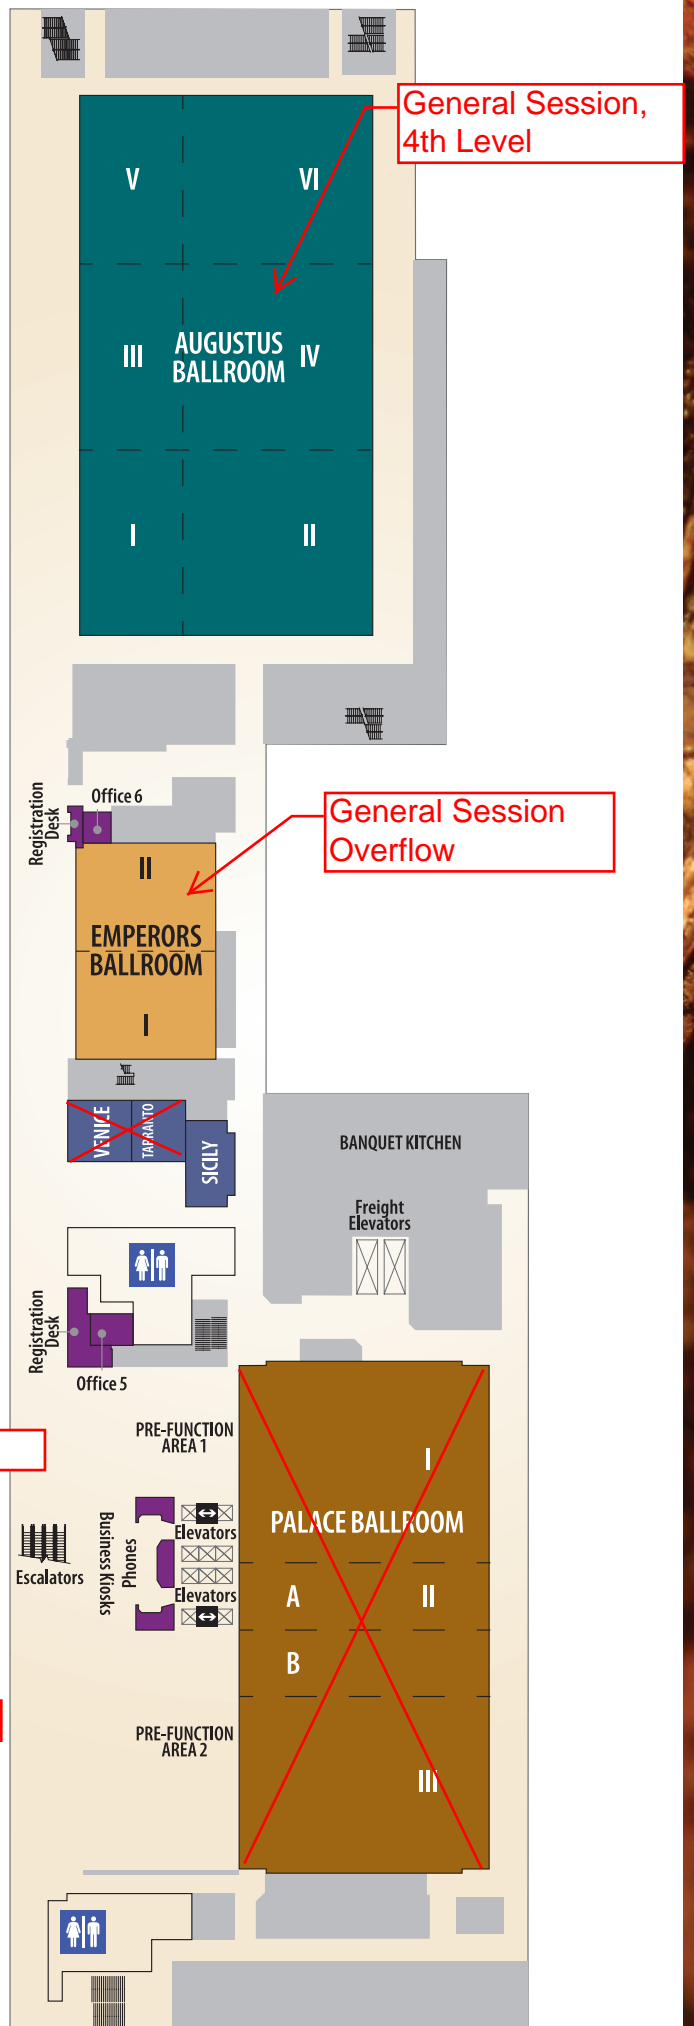 General Session,
4th Level
V
VI
III
AUGUSTUS
BALLROOM
IV
I
II
Registration
Desk
Office 6
General Session
Overflow
II
EMPERORS
BALLROOM
I
VENICE
TARRANTO
SICILY
BANQUET KITCHEN
Freight
Elevators
Registration
Desk
Office 5
PRE-FUNCTION
AREA 1
I
PALACE BALLROOM
Escalators
Business Kiosks
Phones
Elevators
Elevators
A
II
B
PRE-FUNCTION
AREA 2
III